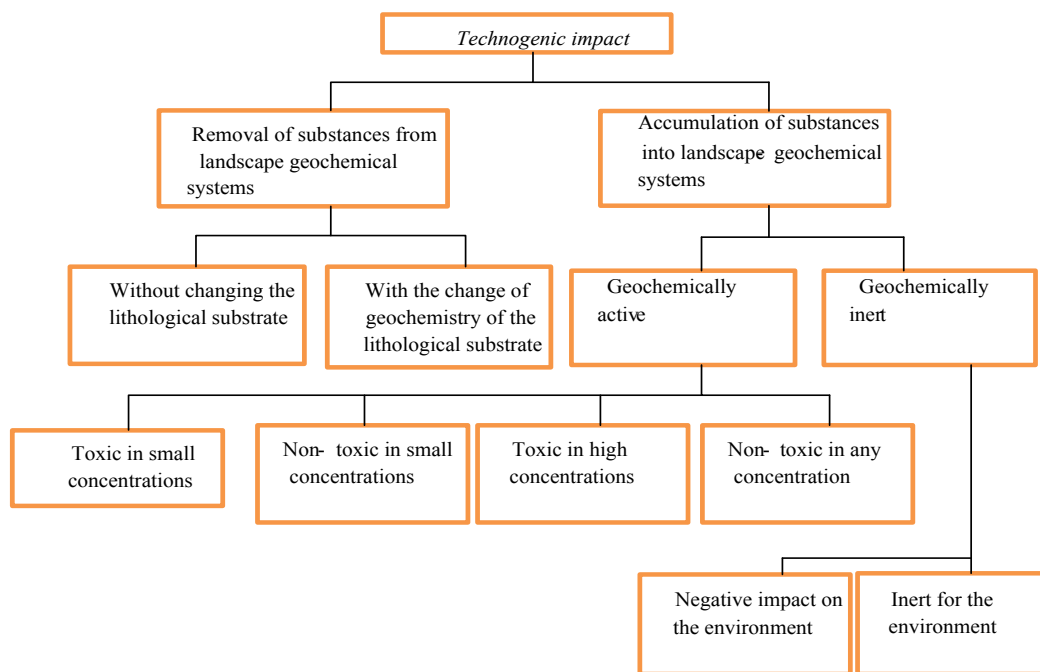 Technogenic impact
Removal of substances from
landscape geochemical
systems
Accumulation of substances
into landscape- geochemical
systems
Without changing the
lithological substrate
With the change of
geochemistry of the
lithological substrate
Geochemically
active
Geochemically
inert
Toxic in small
concentrations
Non- toxic in small
concentrations
Toxic in high
concentrations
Non- toxic in any
concentration
Negative impact on
the environment
Inert for the
environment